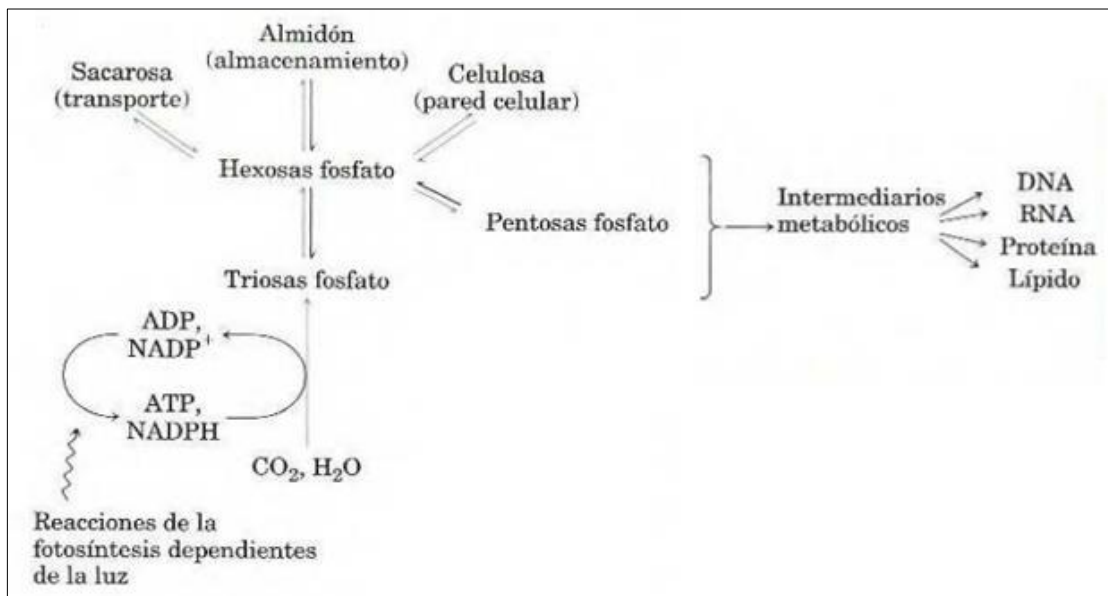 Almidón
(almacenamiento)
Sacarosa
(transporte)
Celulosa
(pared celular)
Hexosas fosfato
Pentosas fosfato
Triosas fosfato
Intermediarios
metabólicos
DNA
RNA
Proteína
Lípido
ADP,
NADP⁺
ATP,
NADPH
CO₂, H₂O
Reacciones de la
fotosíntesis dependientes
de la luz